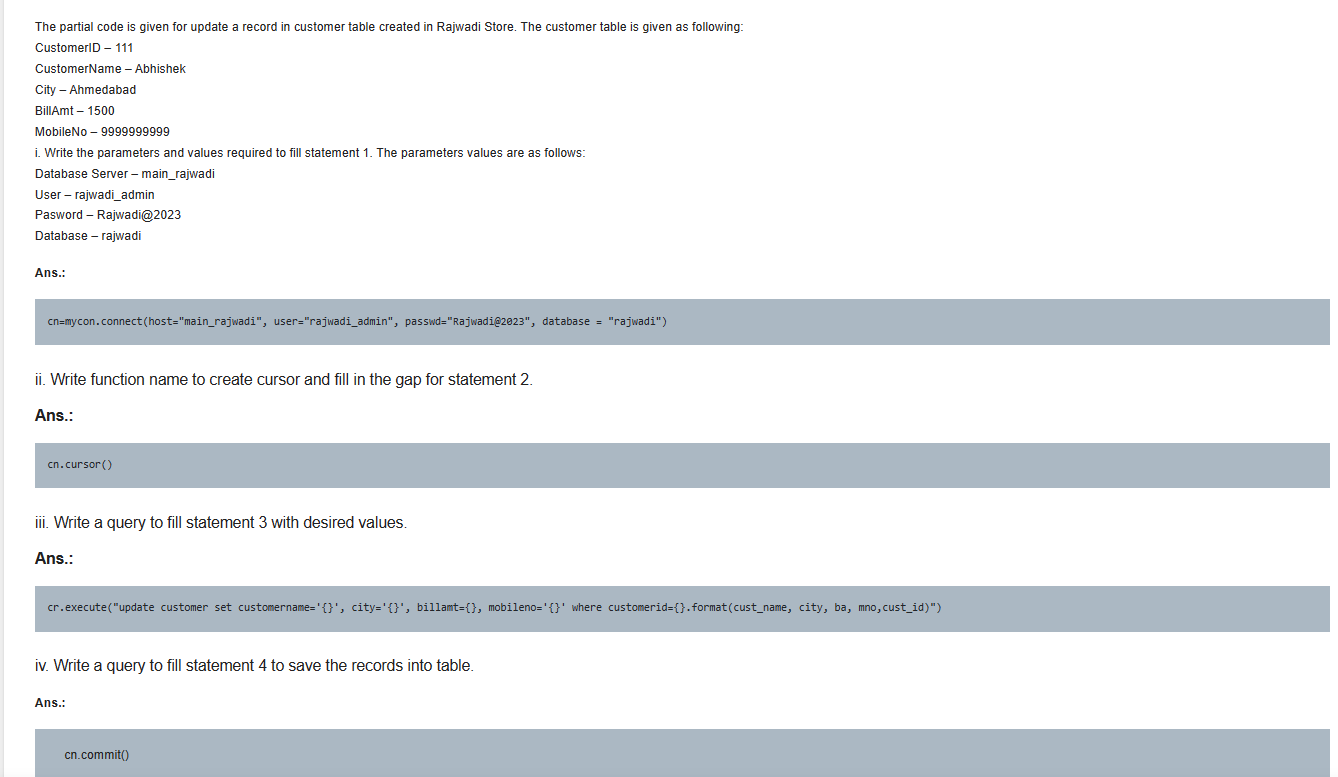 The partial code is given for update a record in customer table created in Rajwadi Store. The customer table is given as following:
CustomerID – 111
CustomerName – Abhishek
City – Ahmedabad
BillAmt – 1500
MobileNo – 9999999999
i. Write the parameters and values required to fill statement 1. The parameters values are as follows:
Database Server – main_rajwadi
User – rajwadi_admin
Pasword – Rajwadi@2023
Database – rajwadi
Ans.:
cn=mycon.connect(host="main_rajwadi", user="rajwadi_admin", passwd="Rajwadi@2023", database = "rajwadi")
ii. Write function name to create cursor and fill in the gap for statement 2.
Ans.:
cn.cursor()
iii. Write a query to fill statement 3 with desired values.
Ans.:
cr.execute("update customer set customername='{}', city='{}', billamt={}, mobileno='{}' where customerid={}.format(cust_name, city, ba, mno,cust_id)")
iv. Write a query to fill statement 4 to save the records into table.
Ans.:
cn.commit()